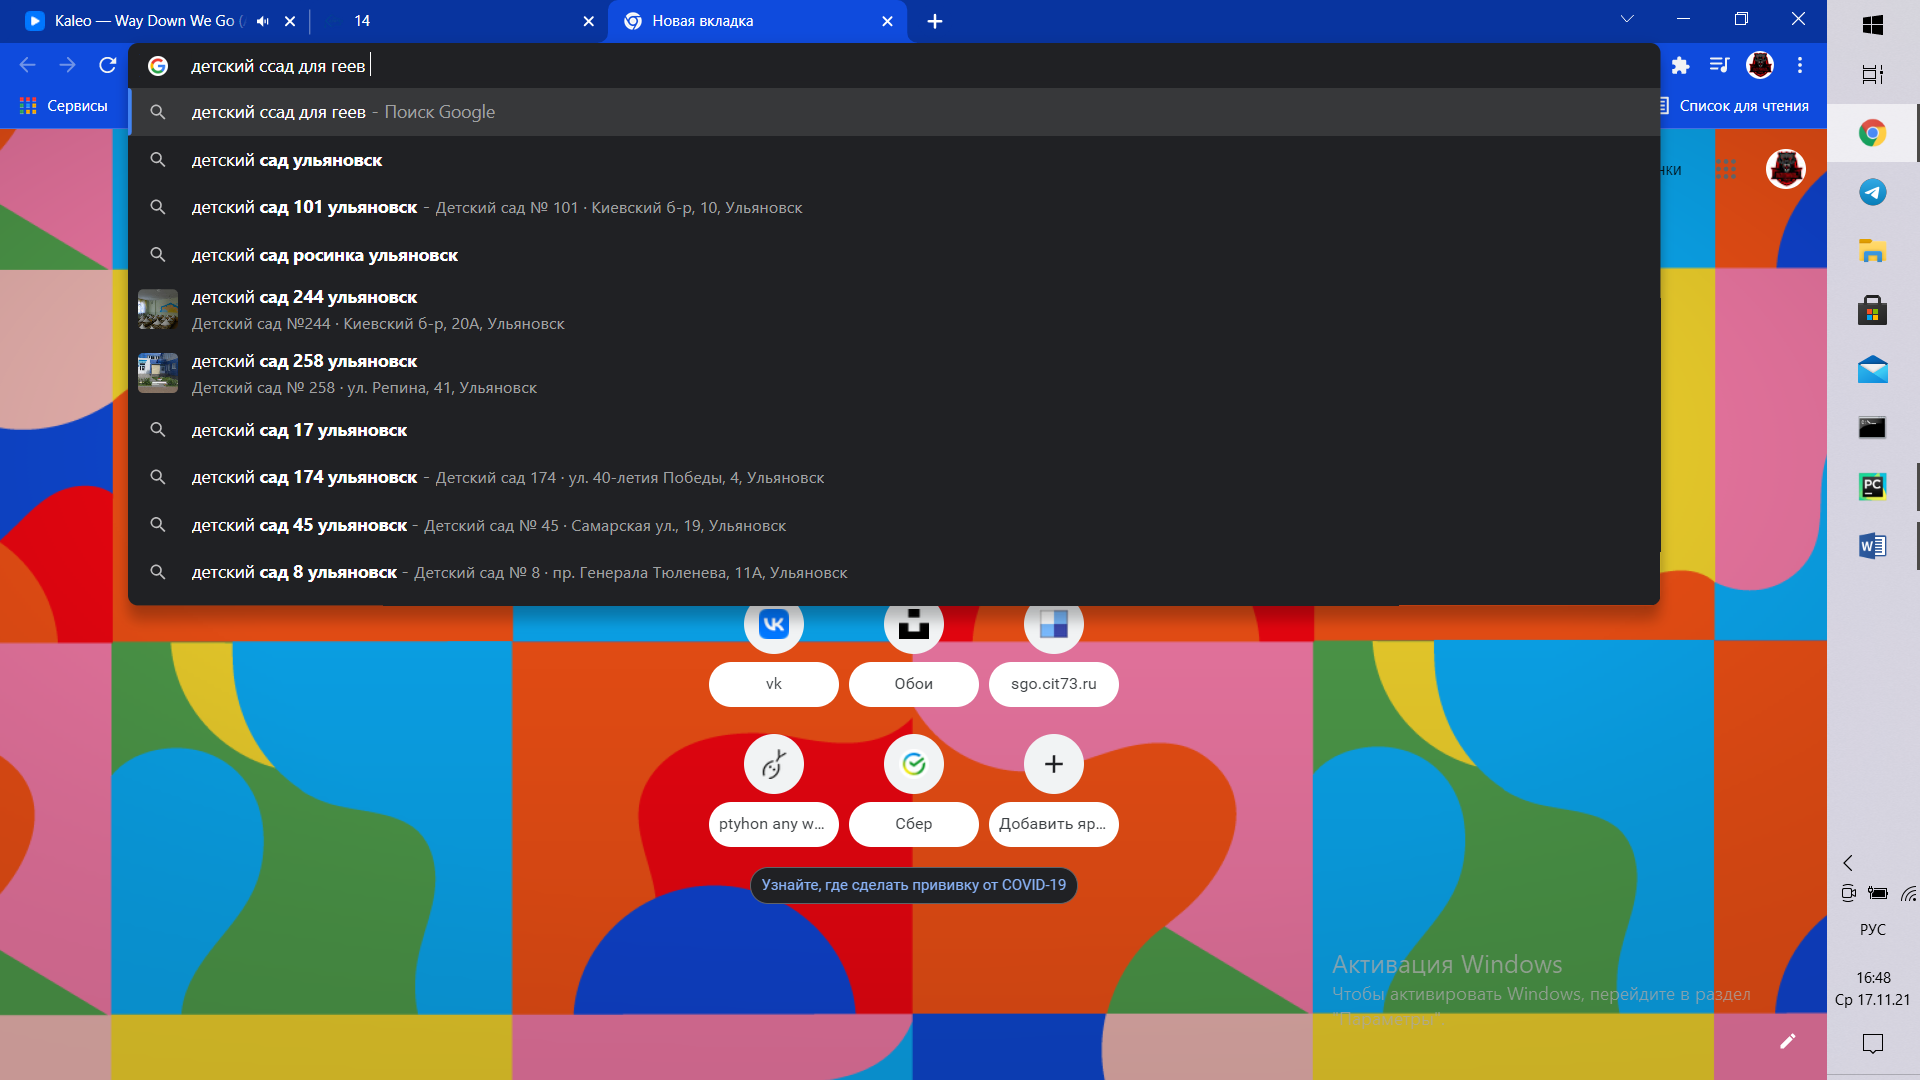 Kaleo — Way Down We Go (
14
Новая вкладка
детский ссад для геев
Сервисы
Список для чтения
детский ссад для геев - Поиск Google
детский сад ульяновск
детский сад 101 ульяновск - Детский сад № 101 · Киевский б-р, 10, Ульяновск
детский сад росинка ульяновск
детский сад 244 ульяновск
Детский сад №244 · Киевский б-р, 20А, Ульяновск
детский сад 258 ульяновск
Детский сад № 258 · ул. Репина, 41, Ульяновск
детский сад 17 ульяновск
детский сад 174 ульяновск - Детский сад 174 · ул. 40-летия Победы, 4, Ульяновск
детский сад 45 ульяновск - Детский сад № 45 · Самарская ул., 19, Ульяновск
детский сад 8 ульяновск - Детский сад № 8 · пр. Генерала Тюленева, 11А, Ульяновск
vk
Обои
sgo.cit73.ru
ptyhon any w...
Сбер
Добавить яр...
Узнайте, где сделать прививку от COVID-19
Активация Windows
Чтобы активировать Windows, перейдите в раздел
"Параметры".
PC
W
РУС
16:48
Ср 17.11.21